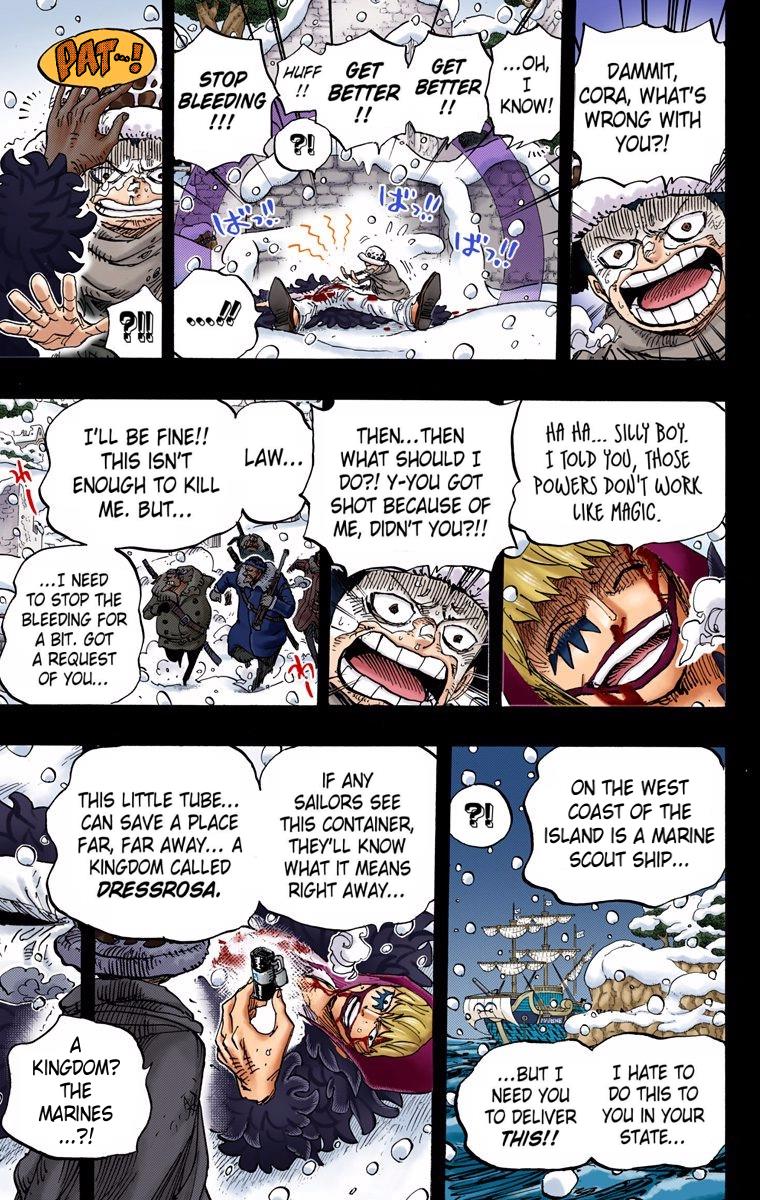 DAMMIT,
CORA, WHAT'S
WRONG WITH
YOU?!
...OH,
I
KNOW!
GET
BETTER
!!
GET
BETTER
!!
HUFF
!!
STOP
BLEEDING
!!!
?!
ばっ!!
ばっ!!
ばっ!!
....!!
PAT...!
?!!
HA HA... SILLY BOY.
I TOLD YOU, THOSE
POWERS DON'T WORK
LIKE MAGIC.
THEN...THEN
WHAT SHOULD I
DO?! Y-YOU GOT
SHOT BECAUSE OF
ME, DIDN'T YOU?!!
LAW...
I'LL BE FINE!!
THIS ISN'T
ENOUGH TO KILL
ME. BUT...
...I NEED
TO STOP THE
BLEEDING FOR
A BIT. GOT
A REQUEST
OF YOU...
ON THE WEST
COAST OF THE
ISLAND IS A MARINE
SCOUT SHIP...
?!
MARINE
I HATE TO
DO THIS TO
YOU IN YOUR
STATE...
...BUT I
NEED YOU
TO DELIVER
THIS!!
IF ANY
SAILORS SEE
THIS CONTAINER,
THEY'LL KNOW
WHAT IT MEANS
RIGHT AWAY...
THIS LITTLE TUBE...
CAN SAVE A PLACE
FAR, FAR AWAY... A
KINGDOM CALLED
DRESSROSA.
A
KINGDOM?
THE
MARINES
...?!